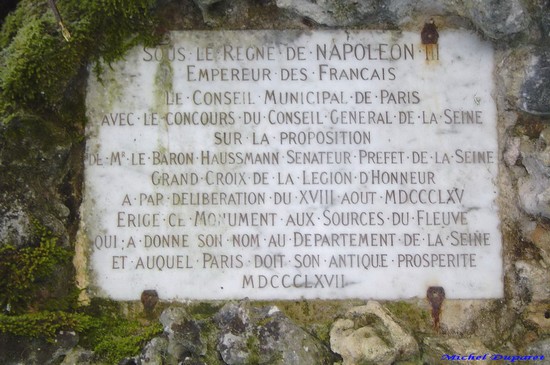 SOUS LE REGNE DE NAPOLEON III
EMPEREUR DES FRANCAIS
LE CONSEIL MUNICIPAL DE PARIS
AVEC LE CONCOURS DU CONSEIL GENERAL DE LA SEINE
SUR LA PROPOSITION
DE MR LE BARON HAUSSMANN SENATEUR PREFET DE LA SEINE
GRAND CROIX DE LA LEGION D'HONNEUR
A PAR DELIBERATION DU XVIII AOUT MDCCCLXV
ERIGE CE MONUMENT AUX SOURCES DU FLEUVE
QUI A DONNE SON NOM AU DEPARTEMENT DE LA SEINE
ET AUQUEL PARIS DOIT SON ANTIQUE PROSPERITE
MDCCCLXVII
Michel Duparet